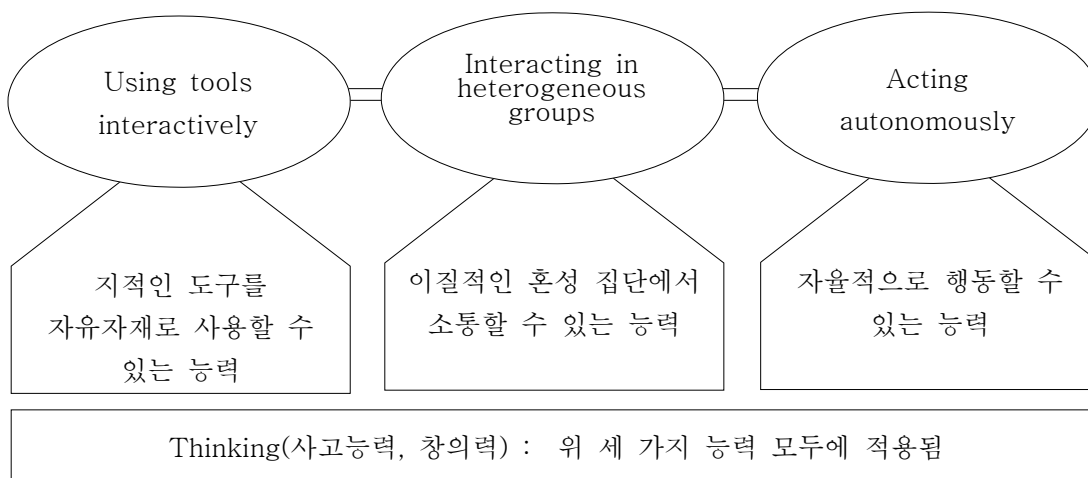 Using tools
interactively
Interacting in
heterogeneous
groups
Acting
autonomously
지적인 도구를
자유자재로 사용할 수
있는 능력
이질적인 혼성 집단에서
소통할 수 있는 능력
자율적으로 행동할 수
있는 능력
Thinking(사고능력, 창의력) : 위 세 가지 능력 모두에 적용됨